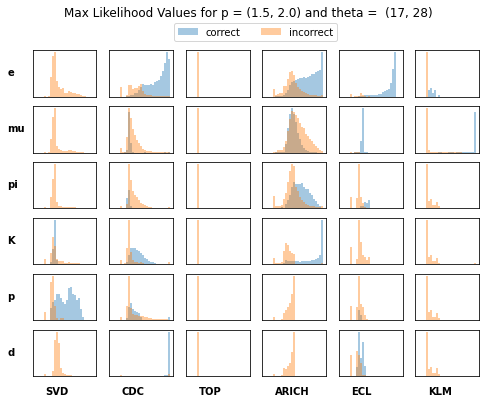 Max Likelihood Values for p = (1.5, 2.0) and theta =  (17, 28)
correct incorrect
e
mu
pi
K
p
d
SVD CDC TOP ARICH ECL KLM